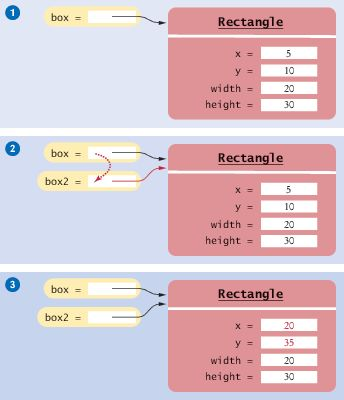 1
box =
Rectangle
x = 5
y = 10
width = 20
height = 30
2
box =
box2 =
Rectangle
x = 5
y = 10
width = 20
height = 30
3
box =
box2 =
Rectangle
x = 20
y = 35
width = 20
height = 30